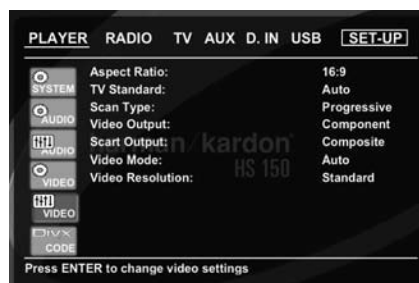 PLAYER RADIO TV AUX D. IN USB SET-UP
SYSTEM
AUDIO
AUDIO
VIDEO
VIDEO
DIVX
CODE
Aspect Ratio: 16:9
TV Standard: Auto
Scan Type: Progressive
Video Output: Component
Scart Output: Composite
Video Mode: Auto
Video Resolution: Standard
harman/kardon
HS 150
Press ENTER to change video settings